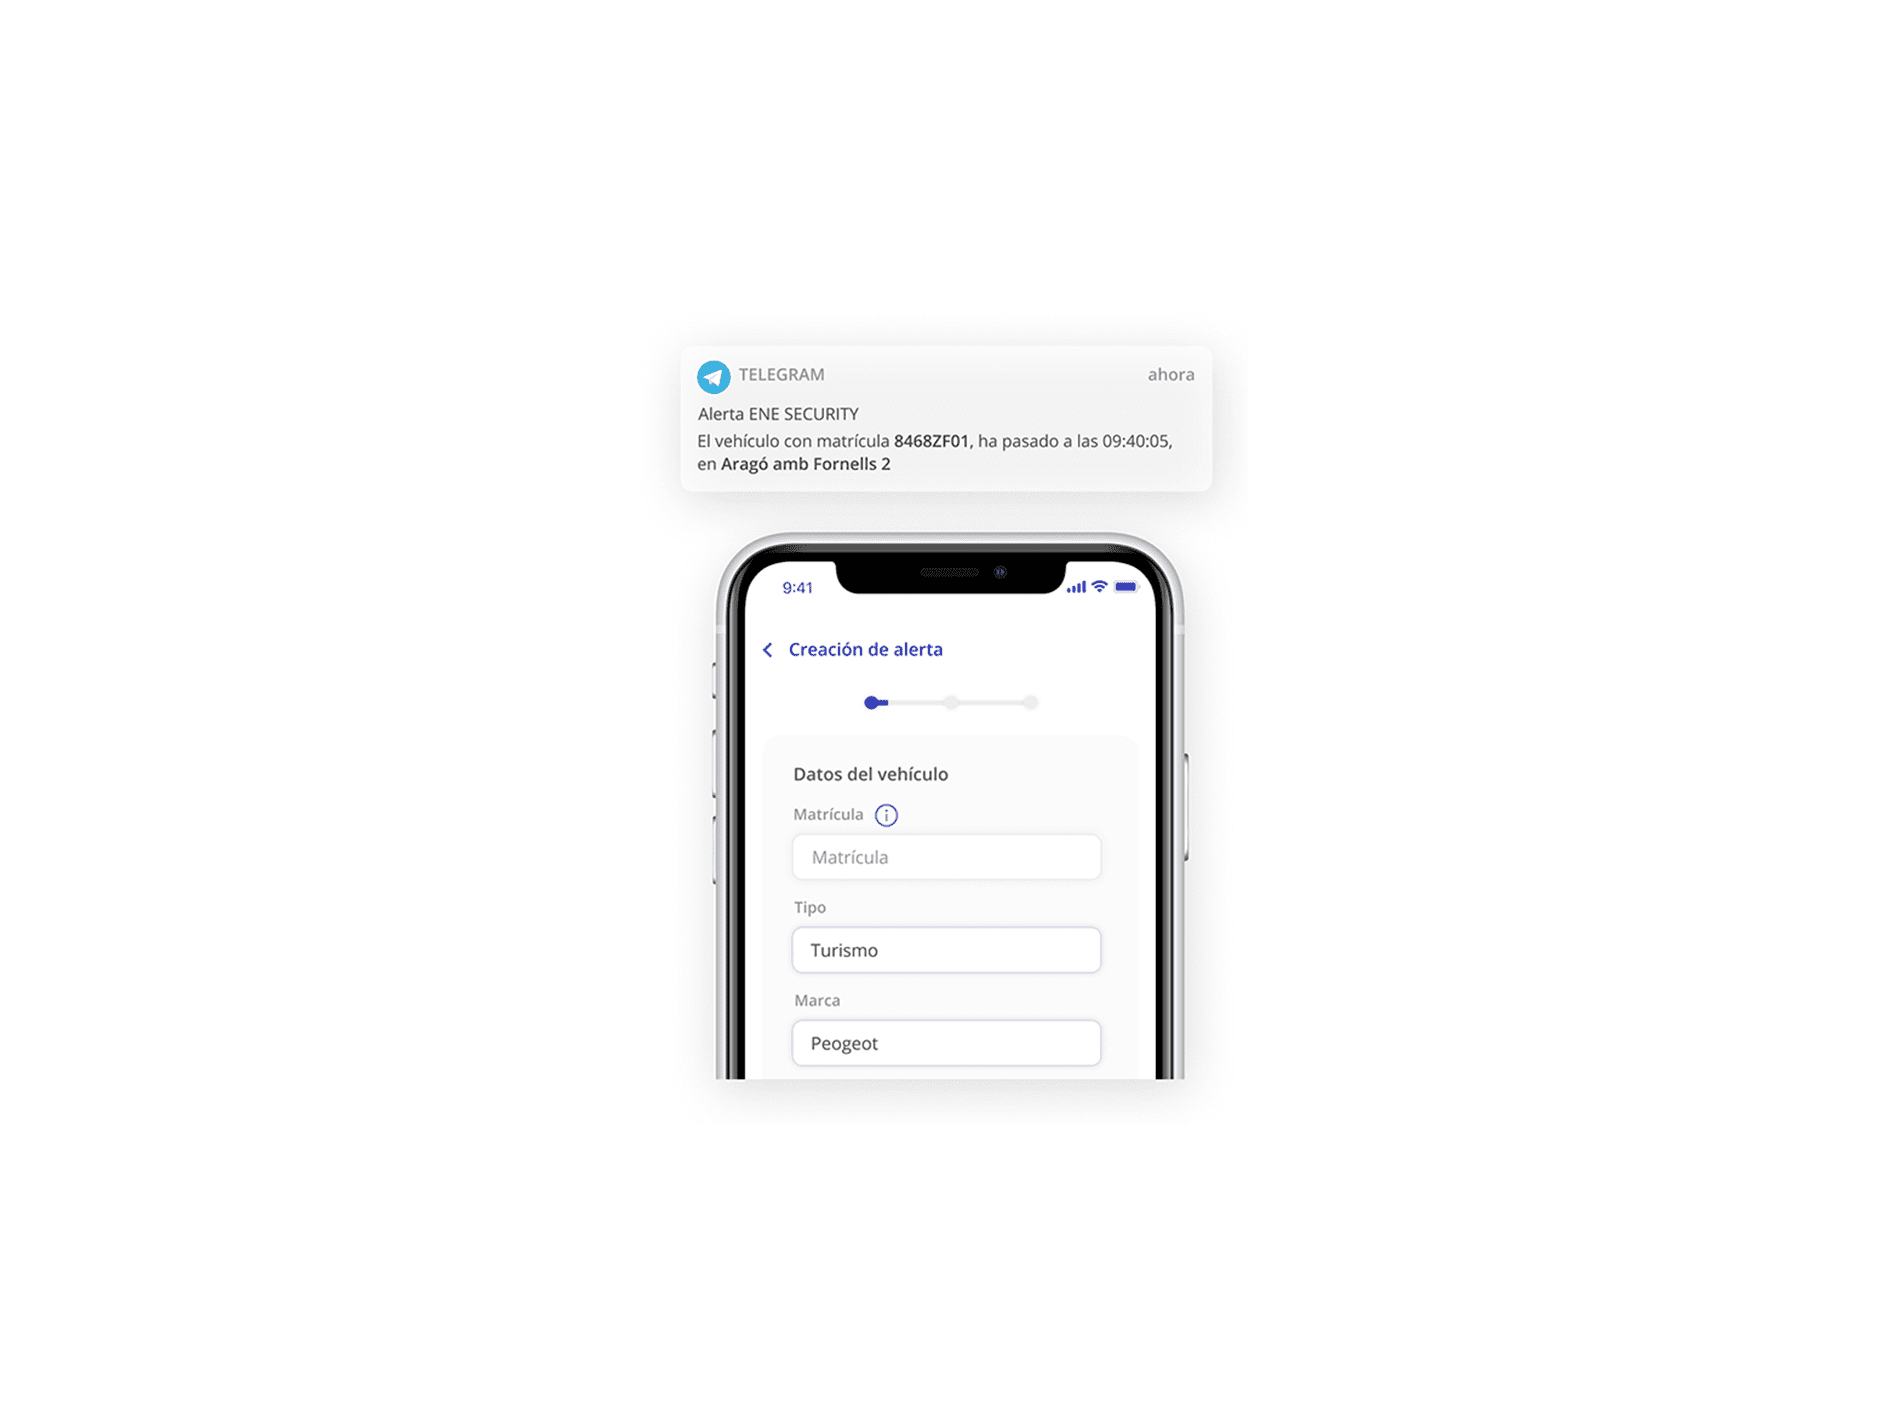 TELEGRAM ahora
Alerta ENE SECURITY
El vehículo con matrícula 8468ZF01, ha pasado a las 09:40:05,
en Aragó amb Fornells 2
9:41
Creación de alerta
Datos del vehículo
Matrícula
Matrícula
Tipo
Turismo
Marca
Peogeot